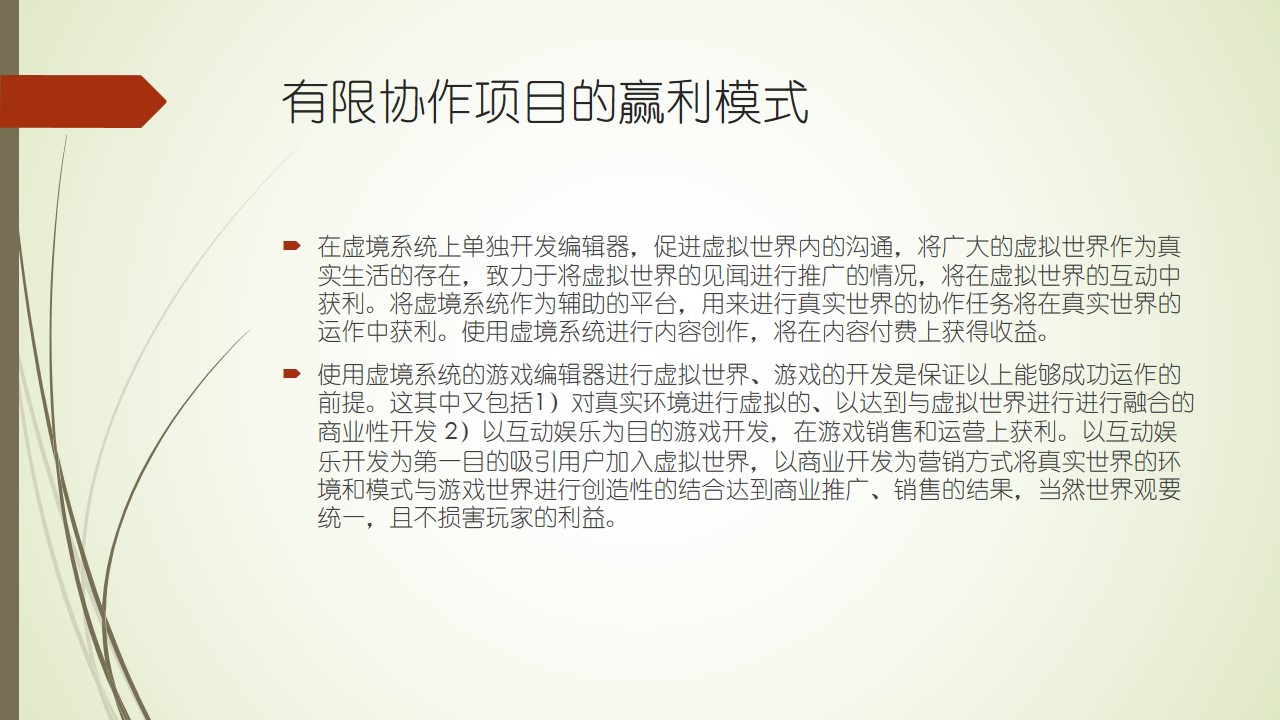 有限协作项目的赢利模式
在虚境系统上单独开发编辑器，促进虚拟世界内的沟通，将广大的虚拟世界作为真
实生活的存在，致力于将虚拟世界的见闻进行推广的情况，将在虚拟世界的互动中
获利。将虚境系统作为辅助的平台，用来进行真实世界的协作任务将在真实世界的
运作中获利。使用虚境系统进行内容创作，将在内容付费上获得收益。
使用虚境系统的游戏编辑器进行虚拟世界、游戏的开发是保证以上能够成功运作的
前提。这其中又包括1）对真实环境进行虚拟的、以达到与虚拟世界进行进行融合的
商业性开发 2）以互动娱乐为目的游戏开发，在游戏销售和运营上获利。以互动娱
乐开发为第一目的吸引用户加入虚拟世界，以商业开发为营销方式将真实世界的环
境和模式与游戏世界进行创造性的结合达到商业推广、销售的结果，当然世界观要
统一，且不损害玩家的利益。